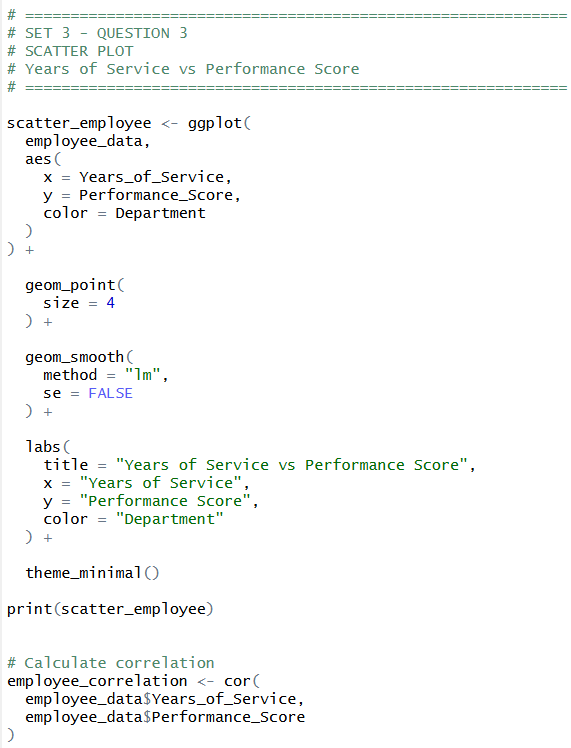 # ============================================================
# SET 3 - QUESTION 3
# SCATTER PLOT
# Years of Service vs Performance Score
# ============================================================
scatter_employee <- ggplot(
  employee_data,
  aes(
    x = Years_of_Service,
    y = Performance_Score,
    color = Department
  )
) +
  geom_point(
    size = 4
  ) +
  geom_smooth(
    method = "lm",
    se = FALSE
  ) +
  labs(
    title = "Years of Service vs Performance Score",
    x = "Years of Service",
    y = "Performance Score",
    color = "Department"
  ) +
  theme_minimal()
print(scatter_employee)
# Calculate correlation
employee_correlation <- cor(
  employee_data$Years_of_Service,
  employee_data$Performance_Score
)